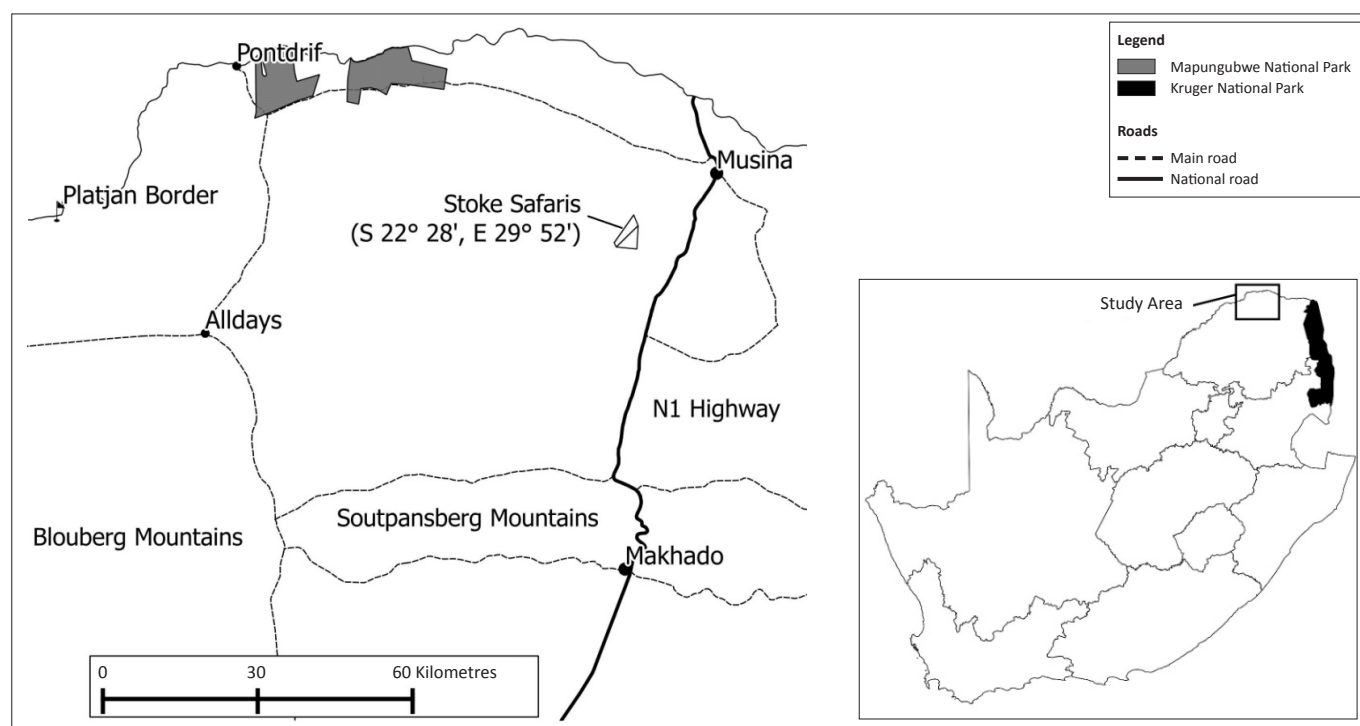 Pontdrif
Musina
Platjan Border
Stoke Safaris
(S 22° 28', E 29° 52')
Alldays
N1 Highway
Soutpansberg Mountains
Blouberg Mountains
Makhado
0 30 60 Kilometres
Legend
Mapungubwe National Park
Kruger National Park
Roads
Main road
National road
Study Area